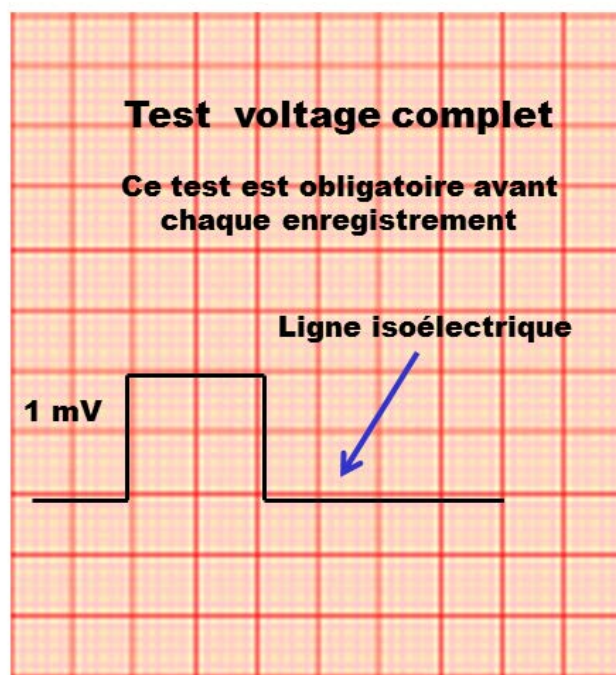 Test voltage complet
Ce test est obligatoire avant
chaque enregistrement
Ligne isoélectrique
1 mV